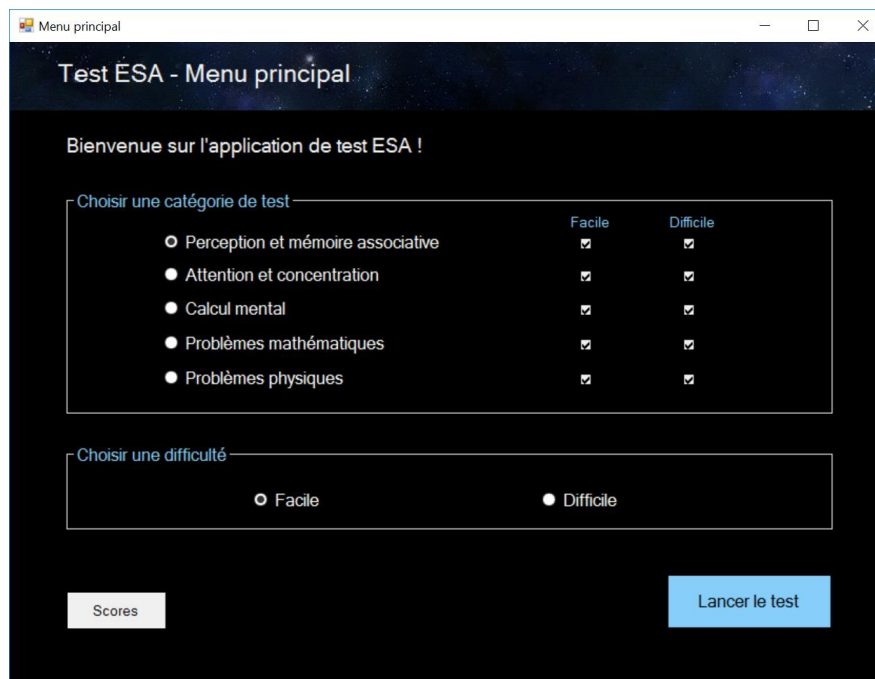 Menu principal
Test ESA - Menu principal
Bienvenue sur l'application de test ESA !
Choisir une catégorie de test
Facile Difficile
Perception et mémoire associative
Attention et concentration
Calcul mental
Problèmes mathématiques
Problèmes physiques
Choisir une difficulté
Facile Difficile
Scores
Lancer le test